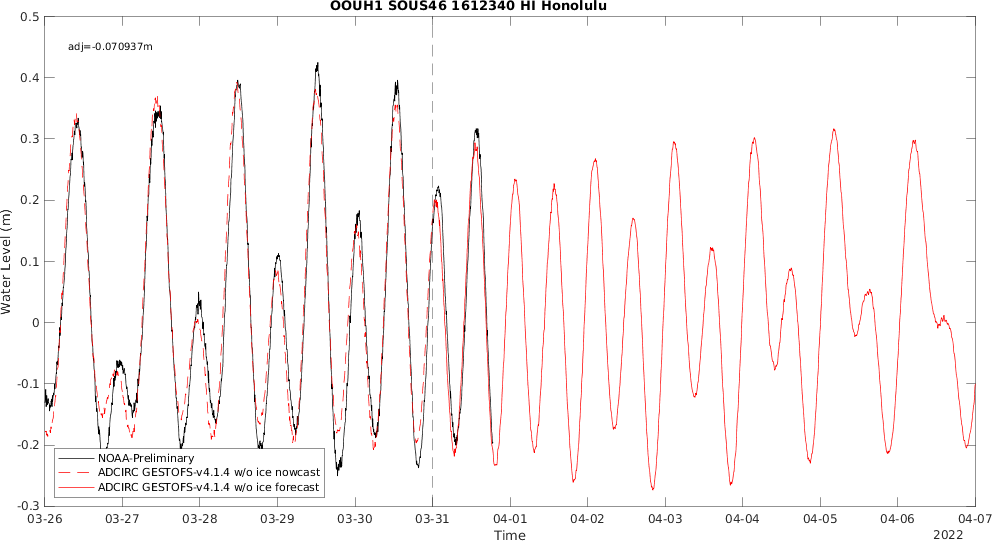 OOUH1 SOUS46 1612340 HI Honolulu
adj=-0.070937m
0.5
0.4
0.3
0.2
0.1
0
-0.1
-0.2
-0.3
Water Level (m)
NOAA-Preliminary
ADCIRC GESTOFS-v4.1.4 w/o ice nowcast
ADCIRC GESTOFS-v4.1.4 w/o ice forecast
03-26 03-27 03-28 03-29 03-30 03-31 04-01 04-02 04-03 04-04 04-05 04-06 04-07
Time
2022